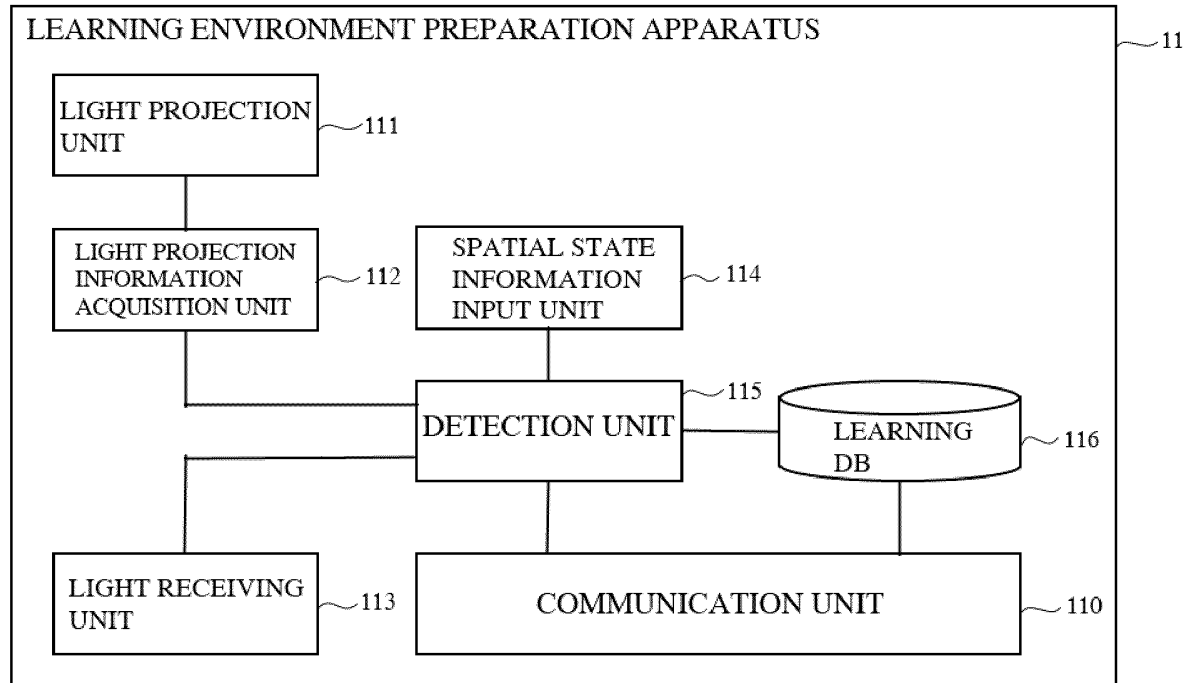 LEARNING ENVIRONMENT PREPARATION APPARATUS
11
LIGHT PROJECTION
UNIT
111
LIGHT PROJECTION
INFORMATION
ACQUISITION UNIT
112
SPATIAL STATE
INFORMATION
INPUT UNIT
114
DETECTION UNIT
115
LEARNING
DB
116
LIGHT RECEIVING
UNIT
113
COMMUNICATION UNIT
110